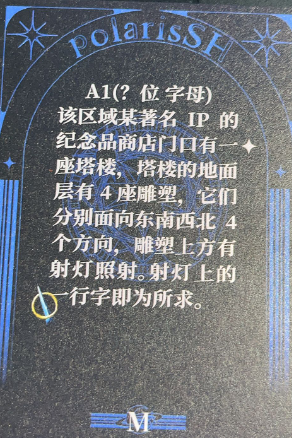 polarisSH
A1(? 位 字母)
该区域某著名 IP 的
纪念品商店门口有一
座塔楼，塔楼的地面
层有 4 座雕塑，它们
分别面向东南西北 4
个方向，雕塑上方有
射灯照射。射灯上的
一行字即为所求。
M